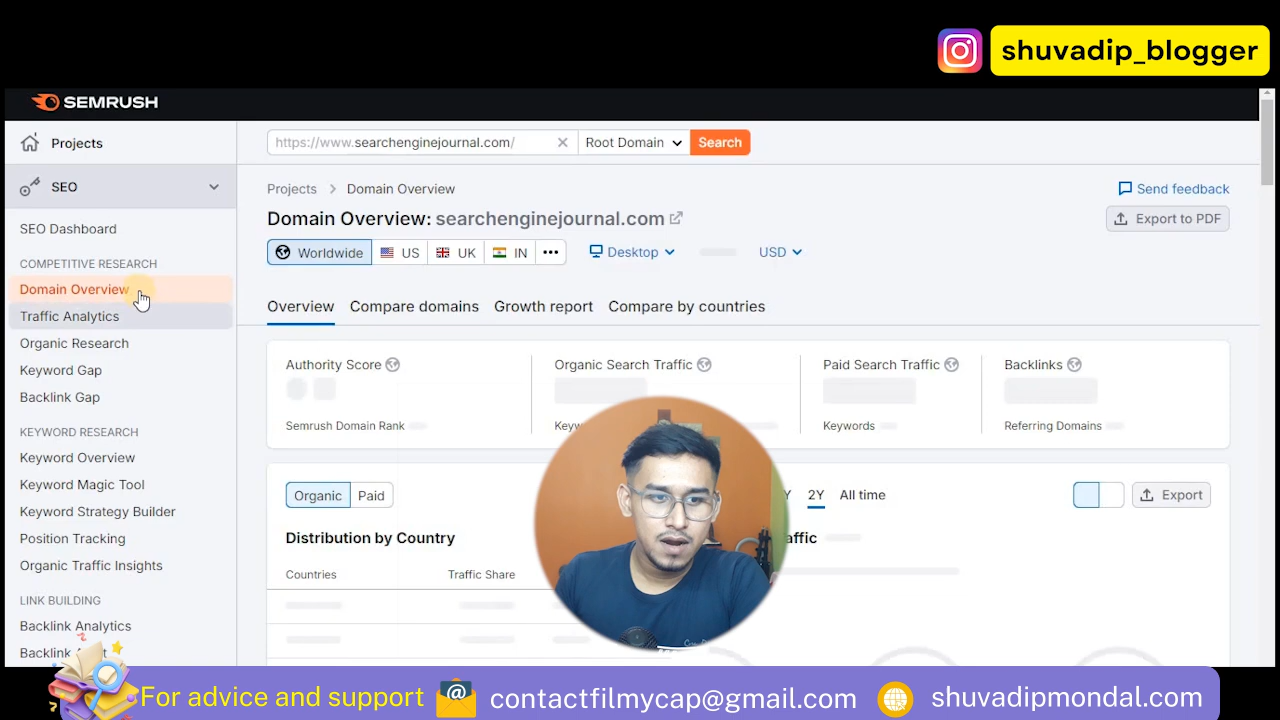 shuvadip_blogger
SEMRUSH
Projects
https://www.searchenginejournal.com/
Root Domain
Search
SEO
Projects > Domain Overview
Send feedback
Domain Overview: searchenginejournal.com
Export to PDF
SEO Dashboard
Worldwide US UK IN •••
Desktop
USD
COMPETITIVE RESEARCH
Domain Overview
Traffic Analytics
Organic Research
Keyword Gap
Backlink Gap
KEYWORD RESEARCH
Keyword Overview
Keyword Magic Tool
Keyword Strategy Builder
Position Tracking
Organic Traffic Insights
LINK BUILDING
Backlink Analytics
Overview Compare domains Growth report Compare by countries
Authority Score
Semrush Domain Rank
Organic Search Traffic
Paid Search Traffic
Keywords
Backlinks
Referring Domains
Organic Paid
2Y All time
Export
Distribution by Country
Countries Traffic Share
For advice and support
contactfilmycap@gmail.com
shuvadipmondal.com